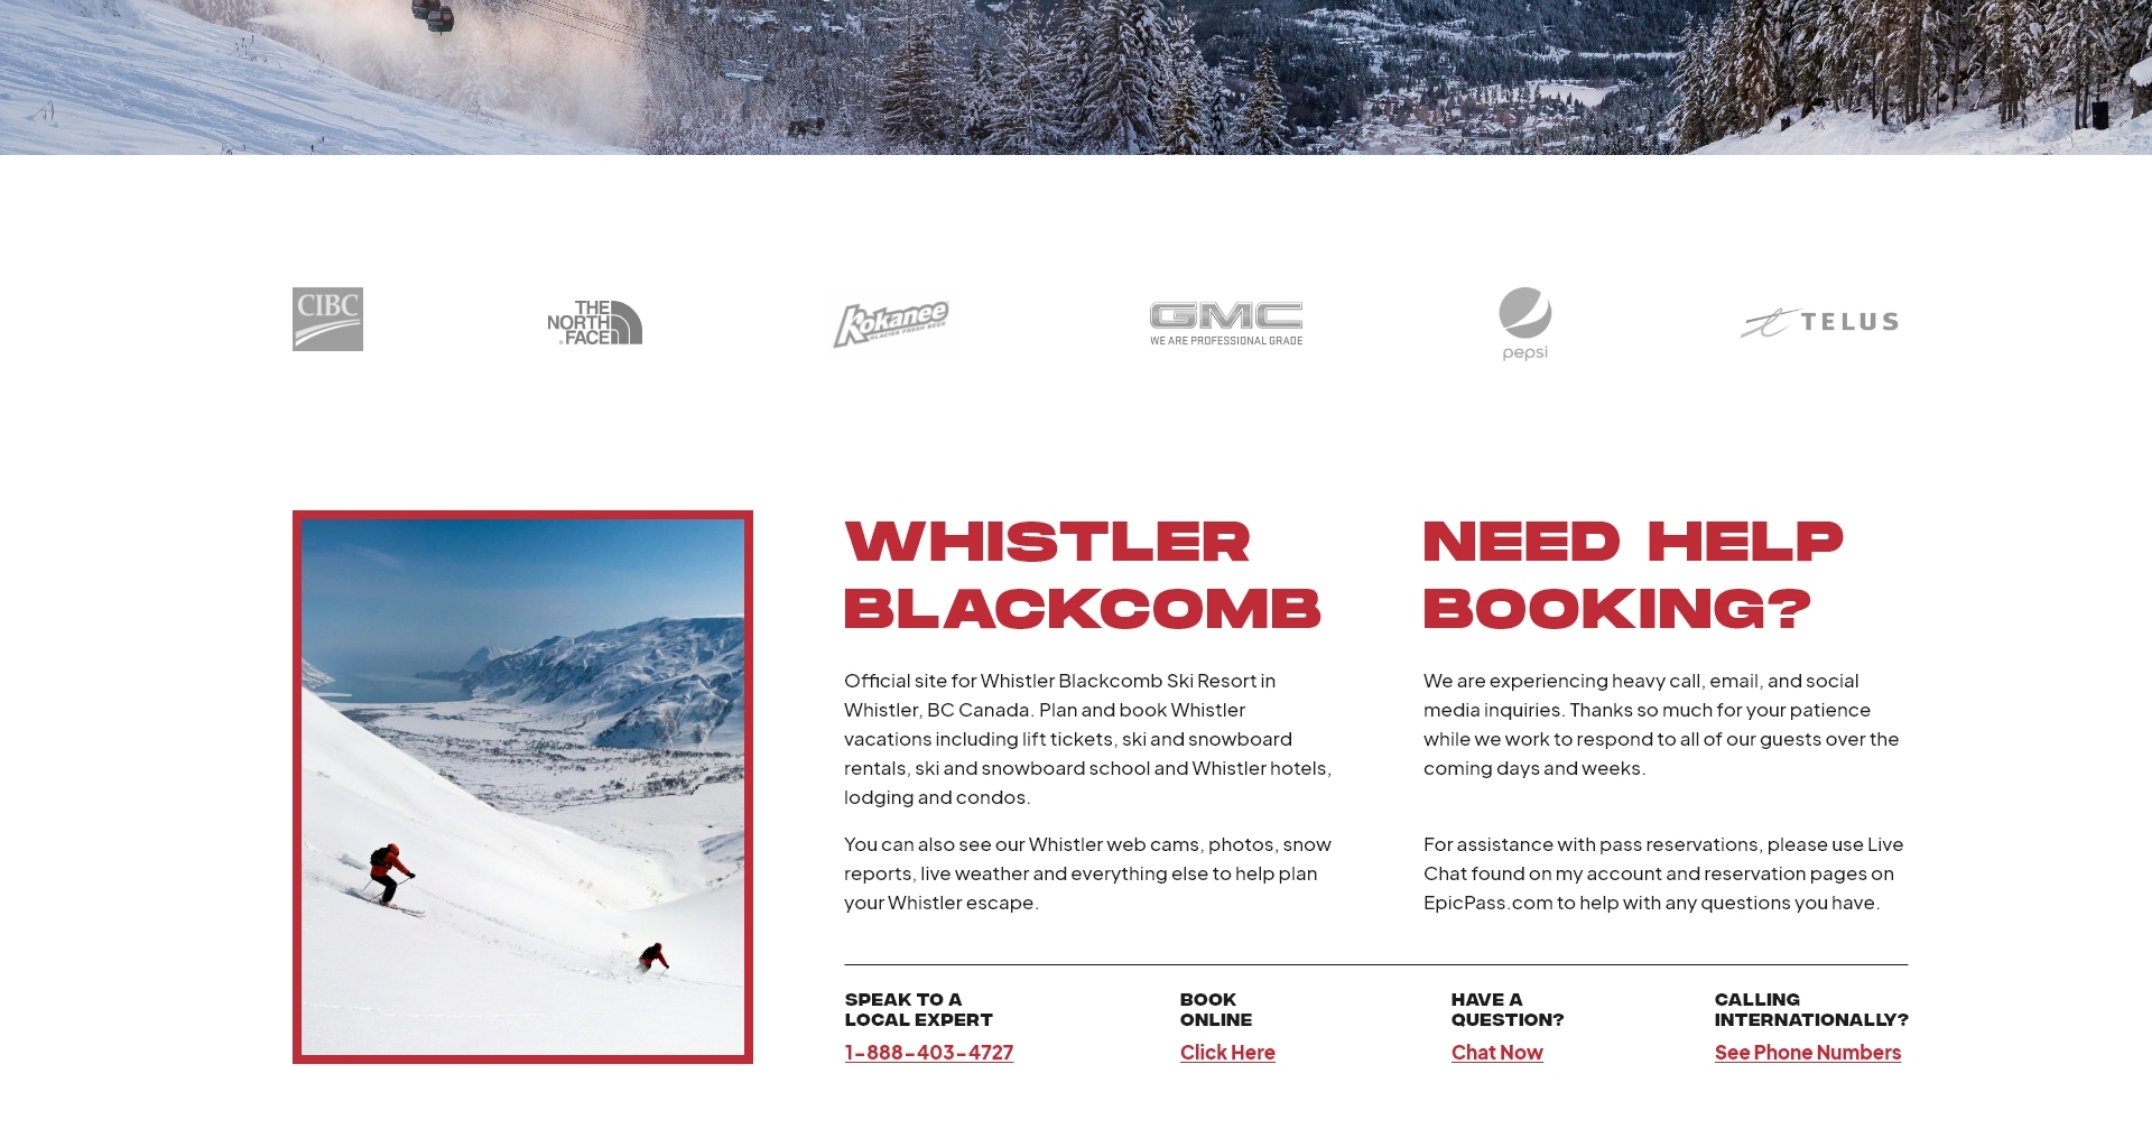 CIBC
THE
NORTH
FACE
Kokanee
GLACIER FRESH BEER
GMC
WE ARE PROFESSIONAL GRADE
pepsi
TELUS
WHISTLER
BLACKCOMB
Official site for Whistler Blackcomb Ski Resort in
Whistler, BC Canada. Plan and book Whistler
vacations including lift tickets, ski and snowboard
rentals, ski and snowboard school and Whistler hotels,
lodging and condos.
You can also see our Whistler web cams, photos, snow
reports, live weather and everything else to help plan
your Whistler escape.
NEED HELP
BOOKING?
We are experiencing heavy call, email, and social
media inquiries. Thanks so much for your patience
while we work to respond to all of our guests over the
coming days and weeks.
For assistance with pass reservations, please use Live
Chat found on my account and reservation pages on
EpicPass.com to help with any questions you have.
SPEAK TO A
LOCAL EXPERT
1-888-403-4727
BOOK
ONLINE
Click Here
HAVE A
QUESTION?
Chat Now
CALLING
INTERNATIONALLY?
See Phone Numbers